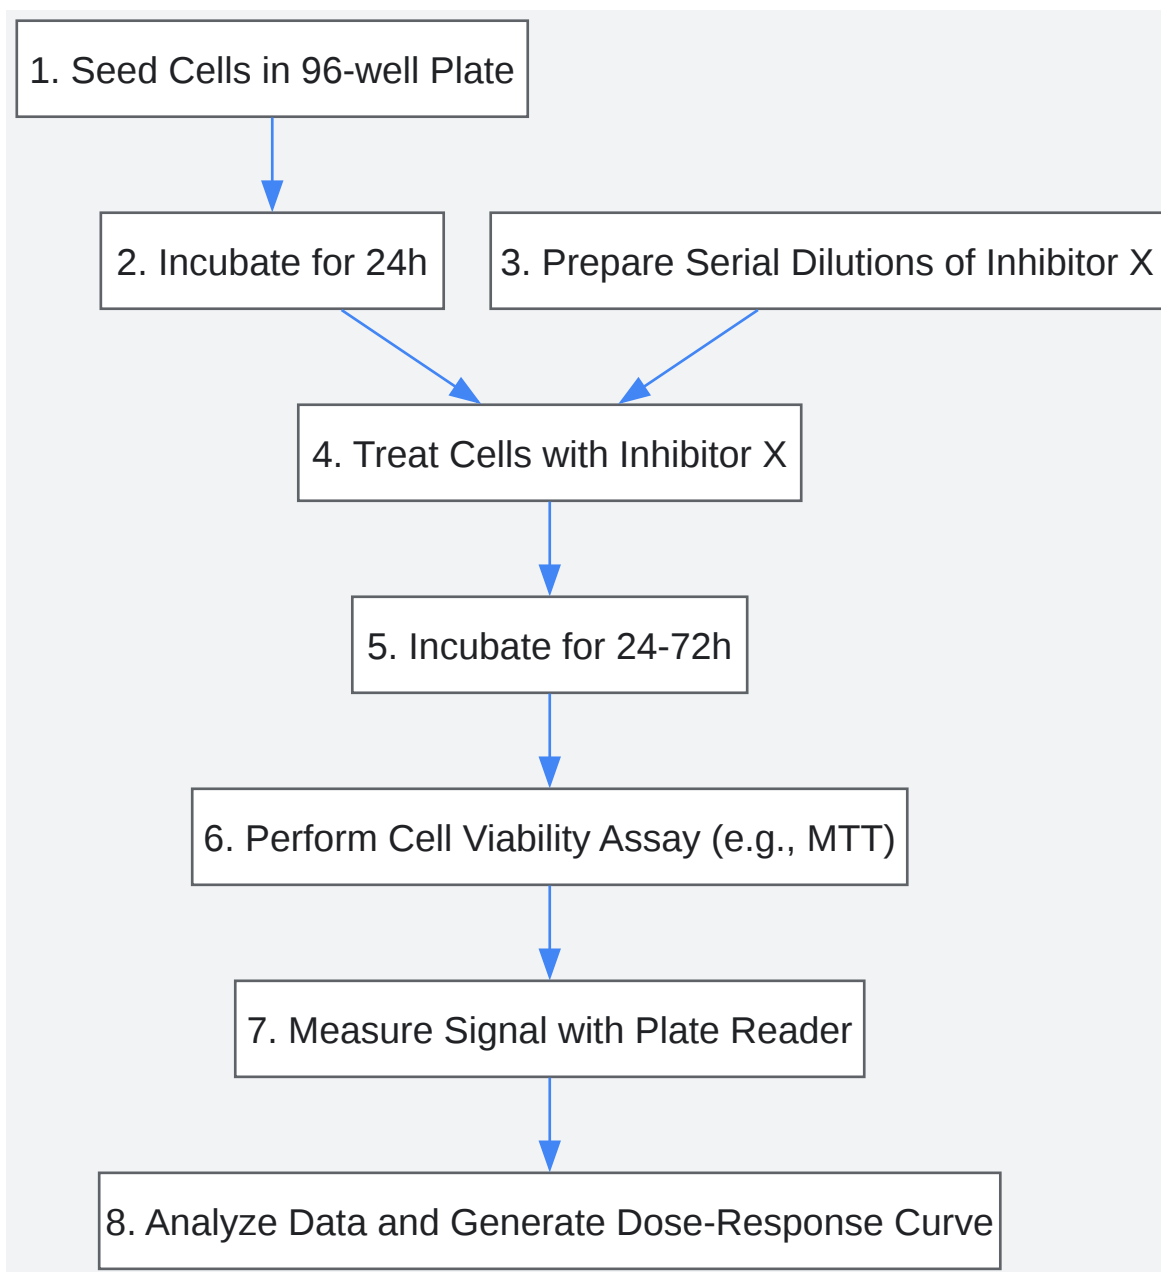 1. Seed Cells in 96-well Plate
2. Incubate for 24h
3. Prepare Serial Dilutions of Inhibitor X
4. Treat Cells with Inhibitor X
5. Incubate for 24-72h
6. Perform Cell Viability Assay (e.g., MTT)
7. Measure Signal with Plate Reader
8. Analyze Data and Generate Dose-Response Curve